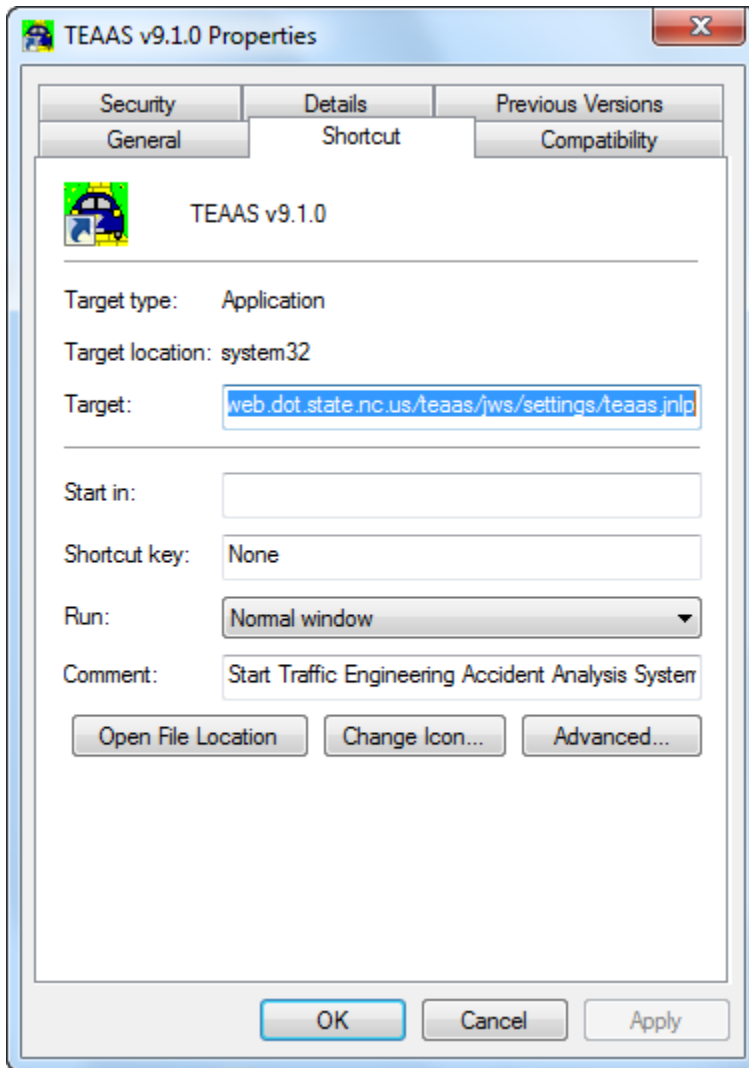 TEAAS v9.1.0 Properties
Security Details Previous Versions
General Shortcut Compatibility
TEAAS v9.1.0
Target type: Application
Target location: system32
Target: web.dot.state.nc.us/teaas/jws/settings/teaas.jnlp
Start in:
Shortcut key: None
Run: Normal window
Comment: Start Traffic Engineering Accident Analysis System
Open File Location Change Icon... Advanced...
OK Cancel Apply